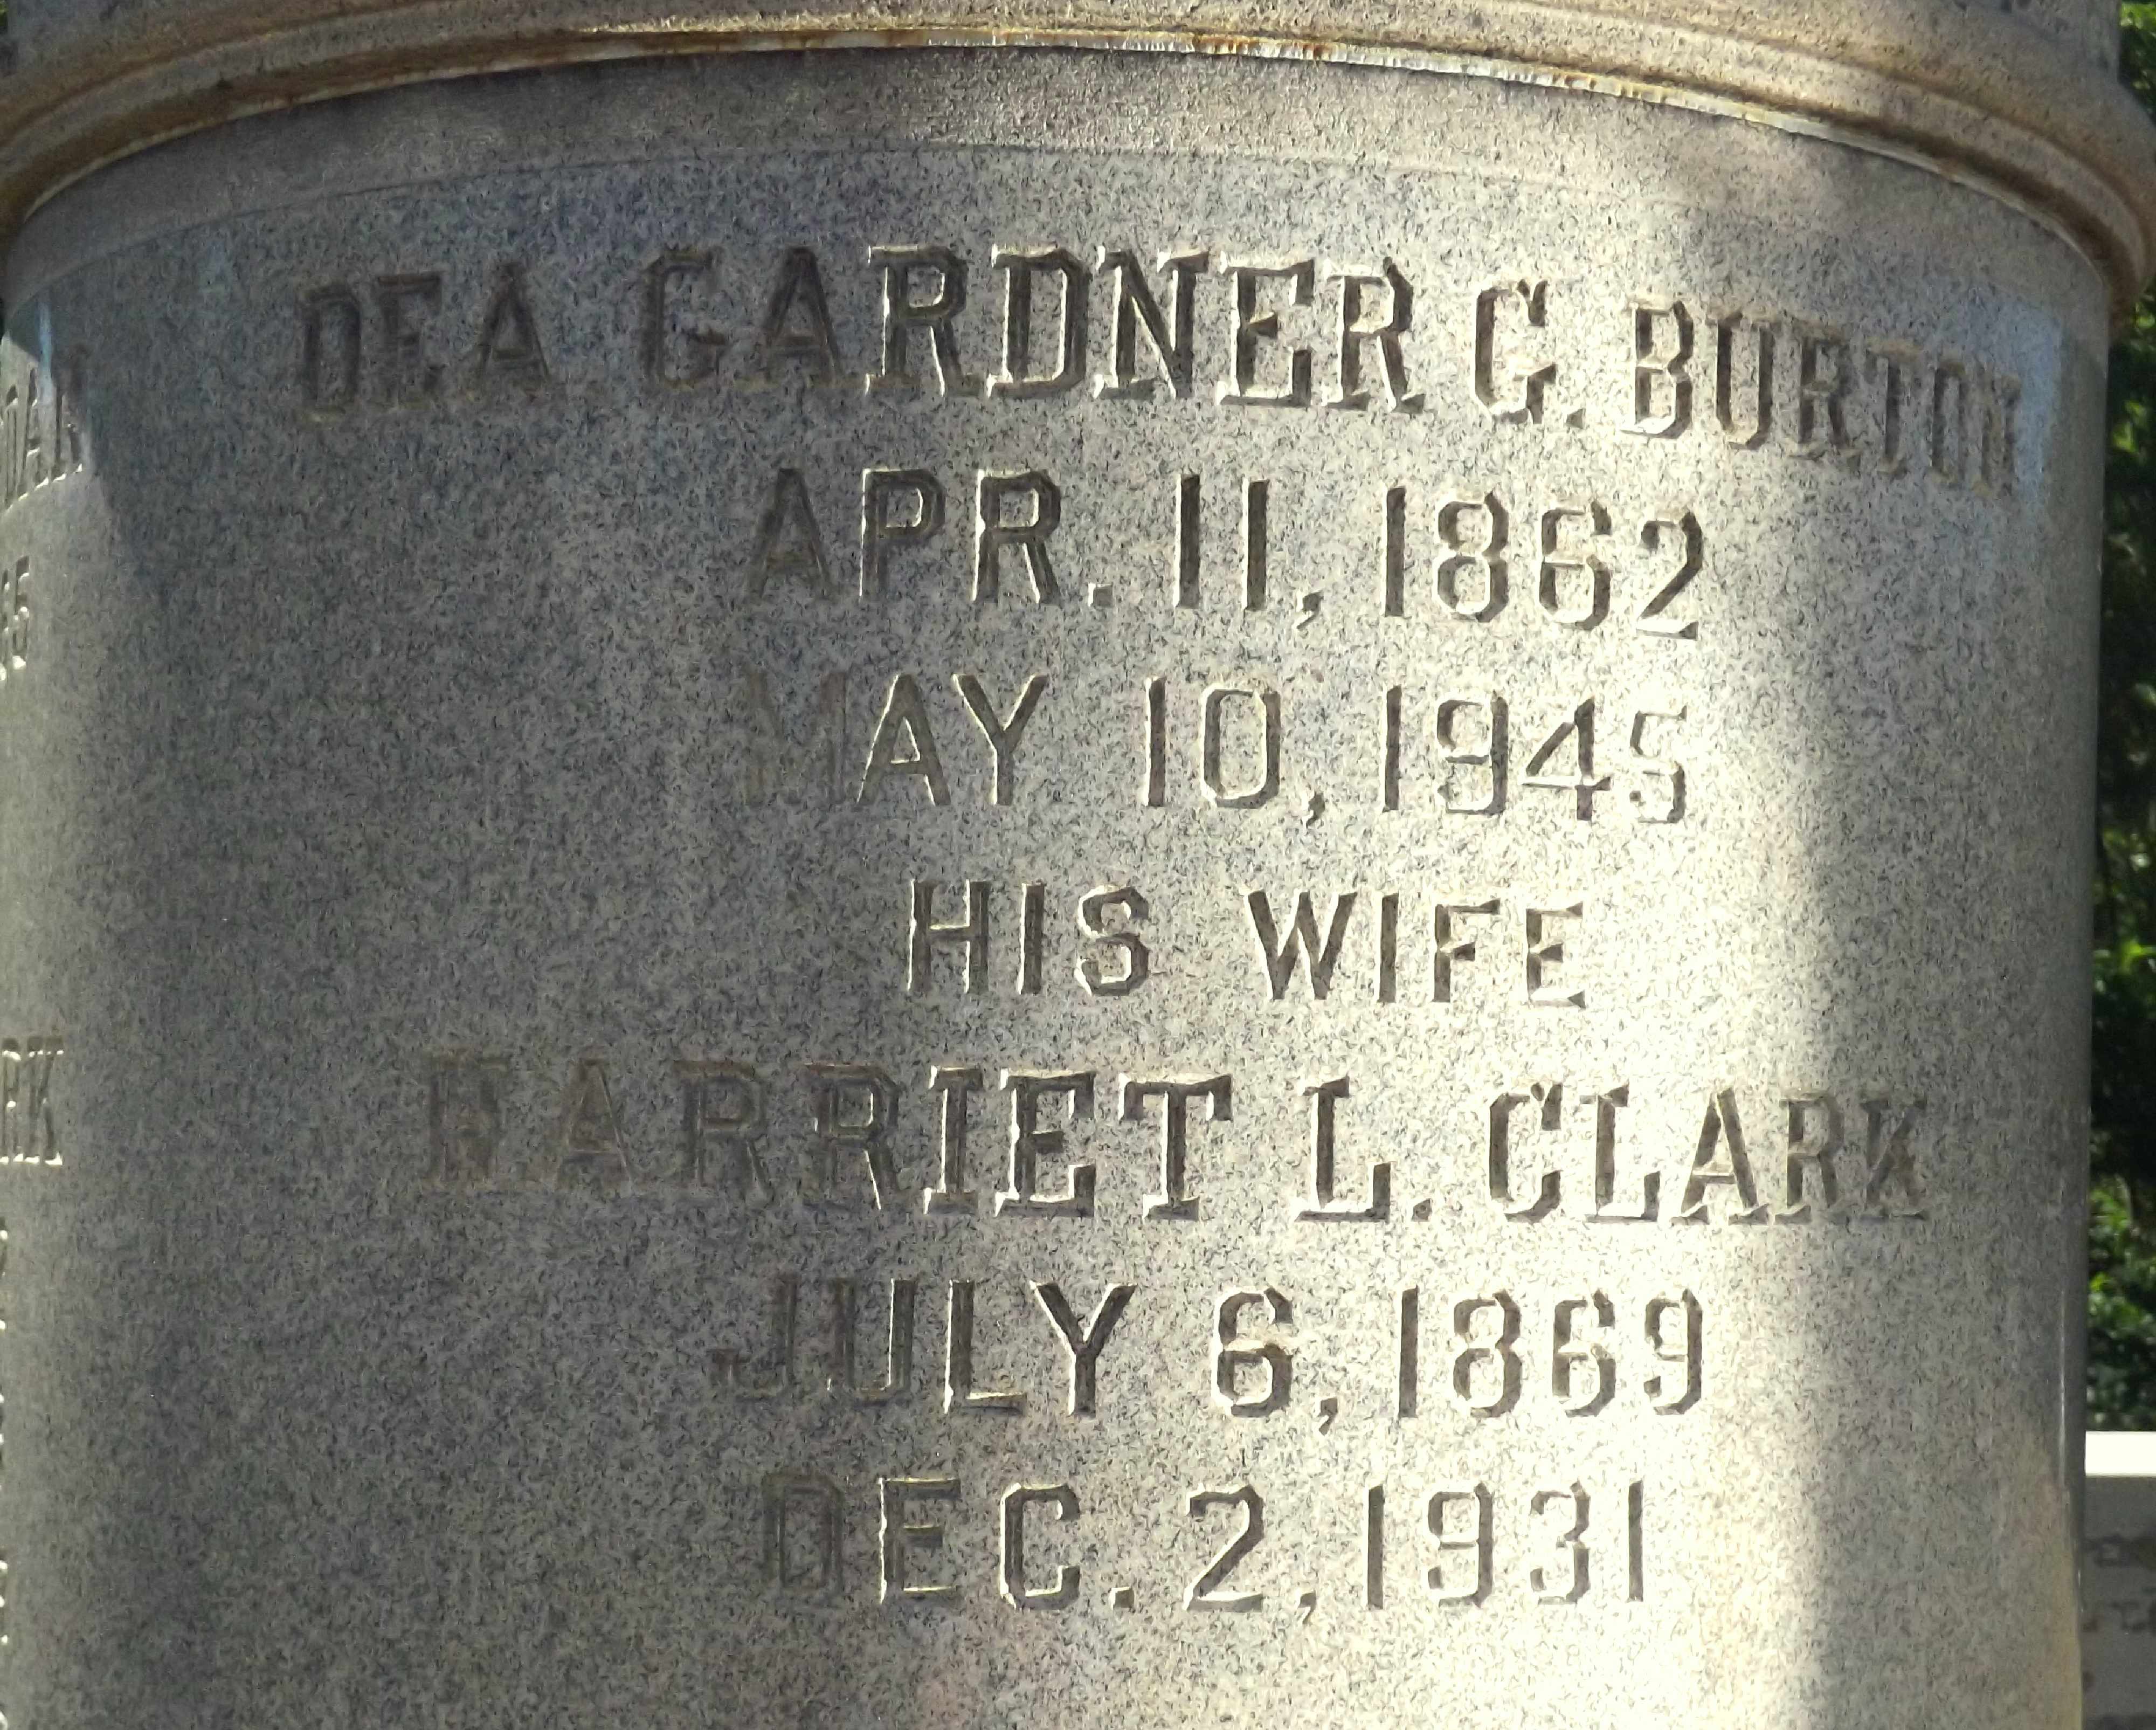 DEA GARDNER G. BURTON
APR. 11, 1862
MAY 10, 1945
HIS WIFE
HARRIET L. CLARK
JULY 6, 1869
DEC. 2, 1931